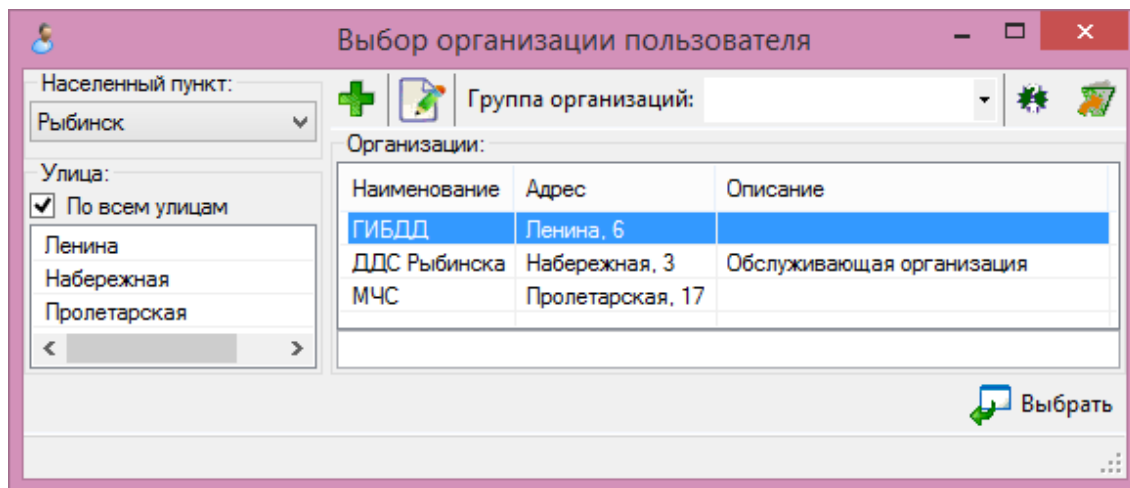 Выбор организации пользователя
Населенный пункт:
Рыбинск
Улица:
По всем улицам
Ленина
Набережная
Пролетарская
Группа организаций:
Организации:
Наименование Адрес Описание
ГИБДД Ленина, 6
ДДС Рыбинска Набережная, 3 Обслуживающая организация
МЧС Пролетарская, 17
Выбрать